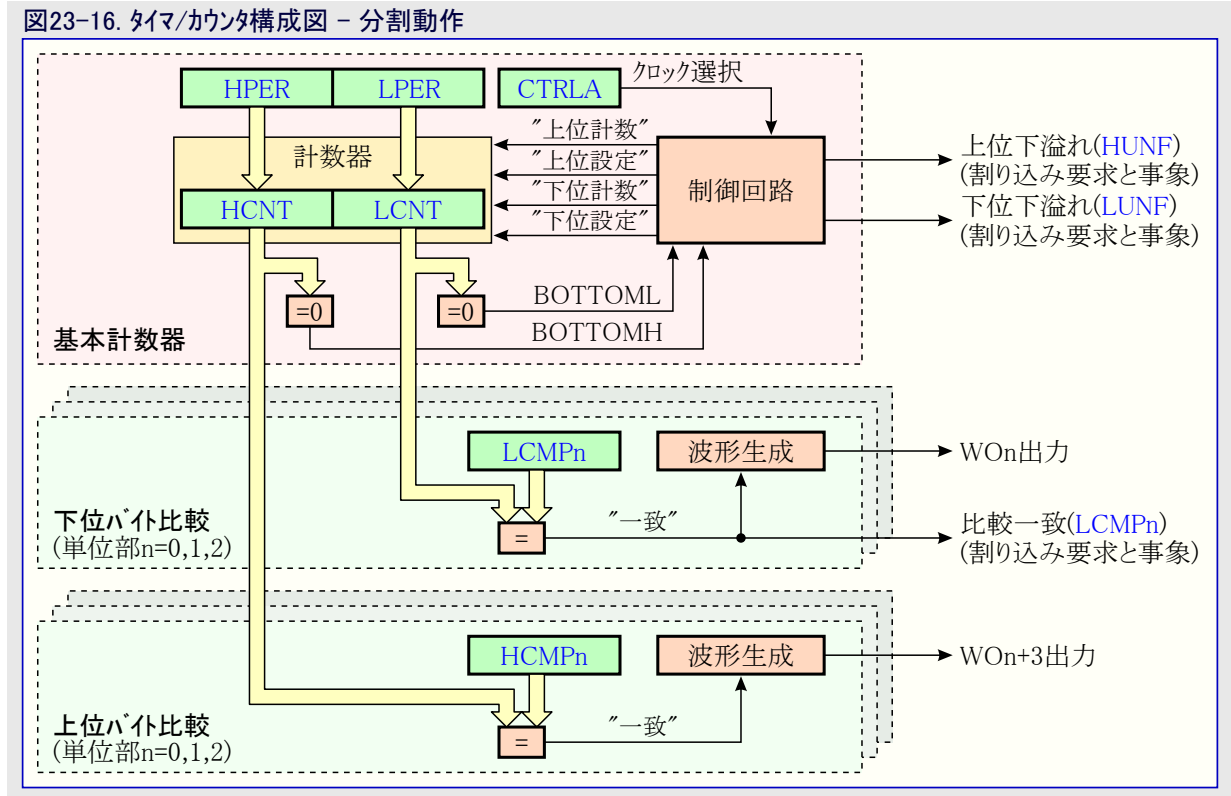 図23-16. タイマ/カウンタ構成図 - 分割動作
HPER
LPER
CTRLA
クロック選択
計数器
"上位計数"
"上位設定"
"下位計数"
"下位設定"
制御回路
上位下溢れ(HUNF)
(割り込み要求と事象)
下位下溢れ(LUNF)
(割り込み要求と事象)
HCNT
LCNT
=0
=0
BOTTOML
BOTTOMH
基本計数器
LCMPn
波形生成
WOn出力
下位バイト比較
(単位部n=0,1,2)
=
"一致"
比較一致(LCMPn)
(割り込み要求と事象)
HCMPn
波形生成
WOn+3出力
上位バイト比較
(単位部n=0,1,2)
=
"一致"